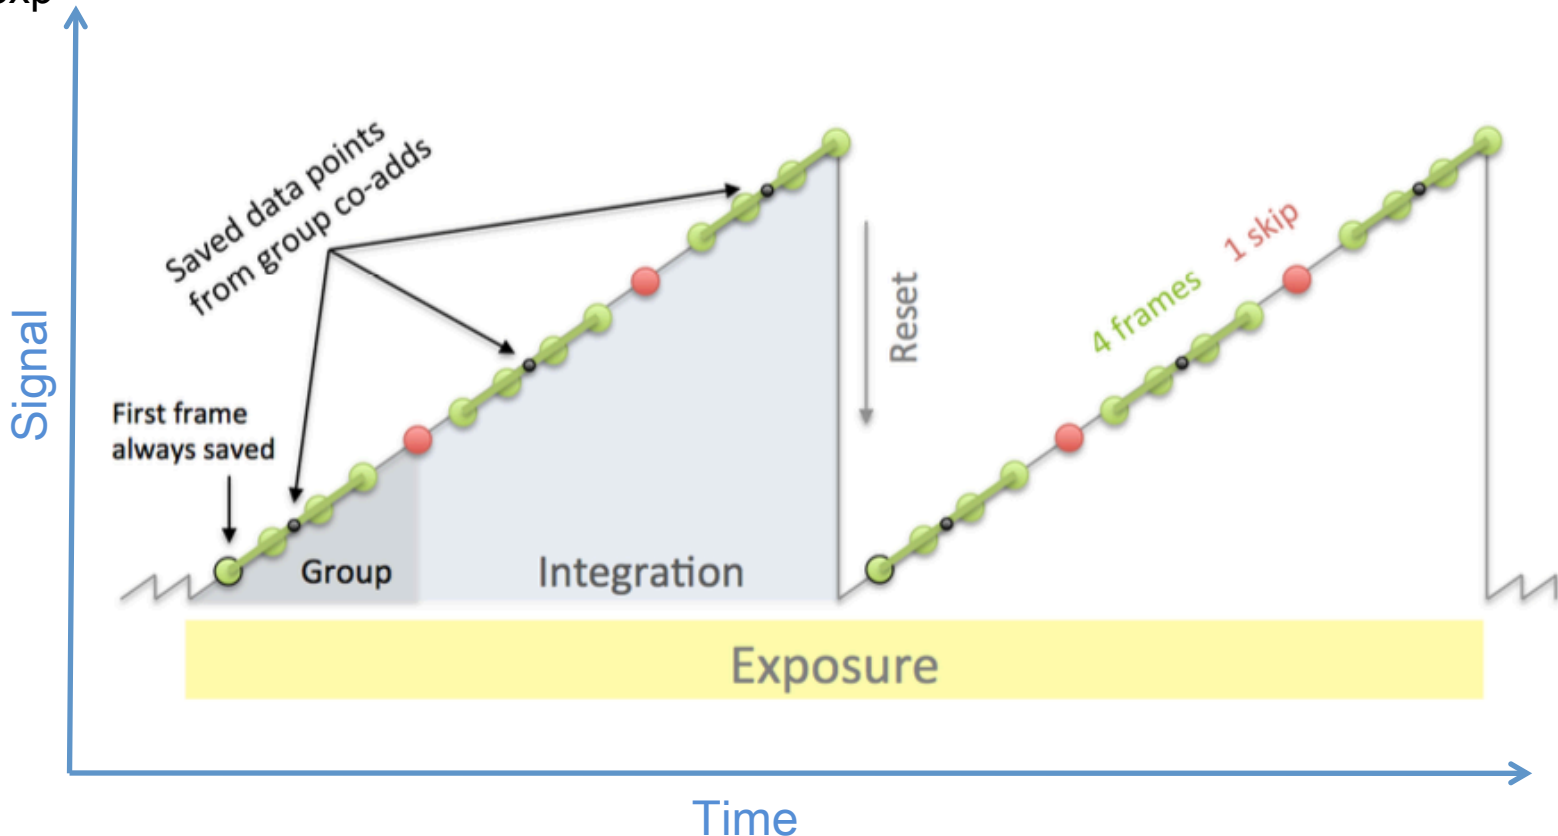 Saved data points
from group co-adds
First frame
always saved
Group
Integration
Reset
4 frames
1 skip
Exposure
Signal
Time